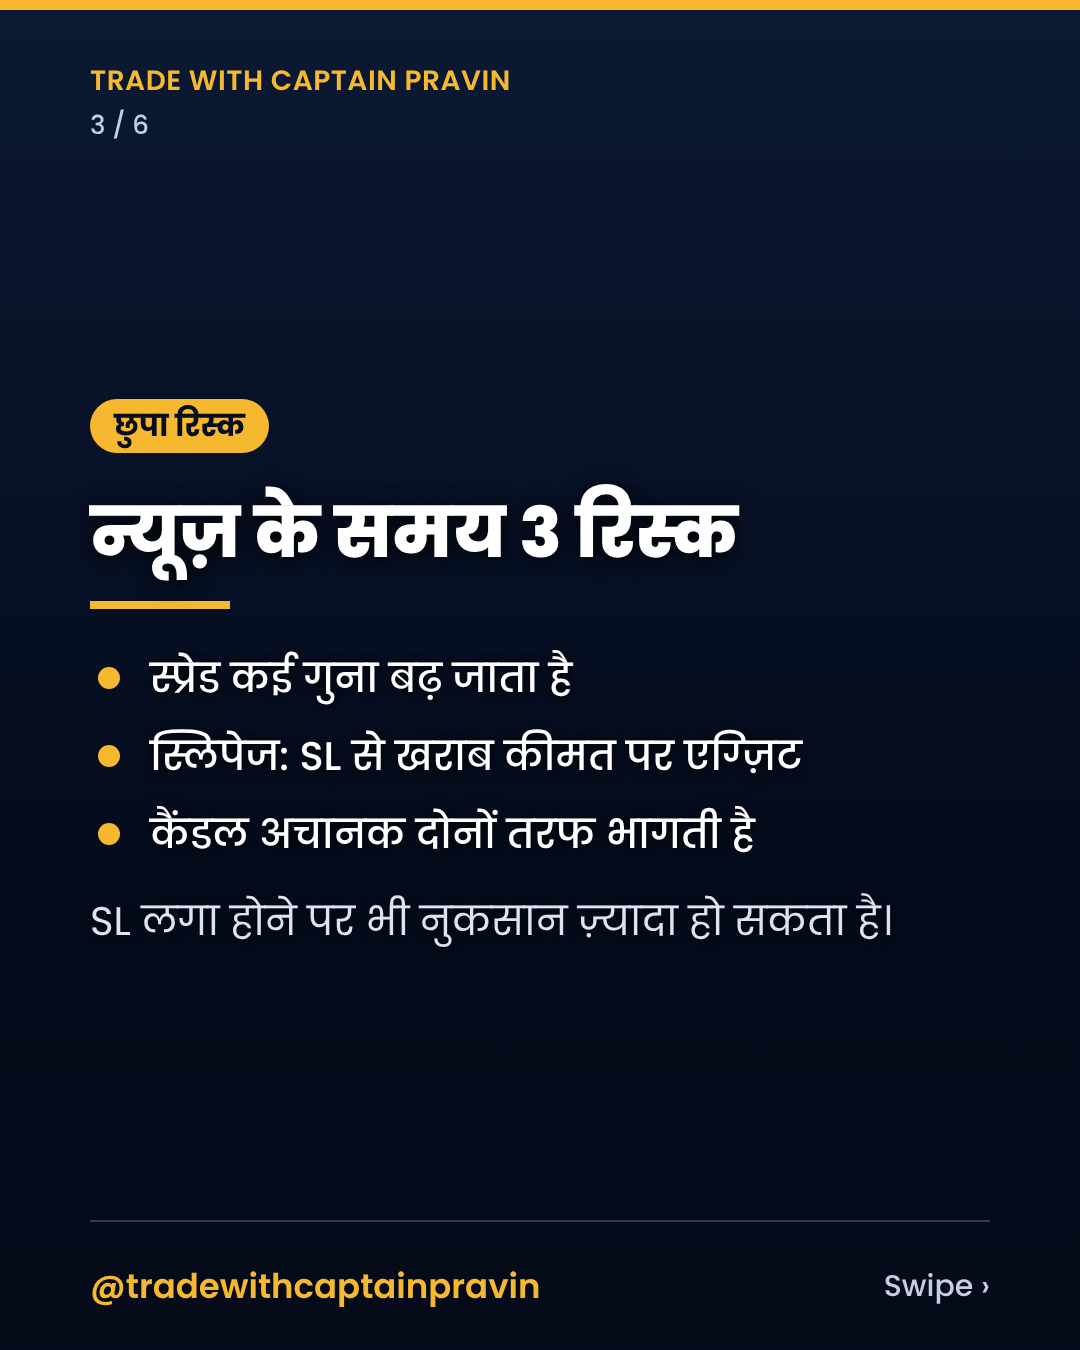 TRADE WITH CAPTAIN PRAVIN
3 / 6
छुपा रिस्क
न्यूज़ के समय 3 रिस्क
स्प्रेड कई गुना बढ़ जाता है
स्लिपेज: SL से खराब कीमत पर एग्ज़िट
कैंडल अचानक दोनों तरफ भागती है
SL लगा होने पर भी नुकसान ज़्यादा हो सकता है।
@tradewithcaptainpravin
Swipe ›